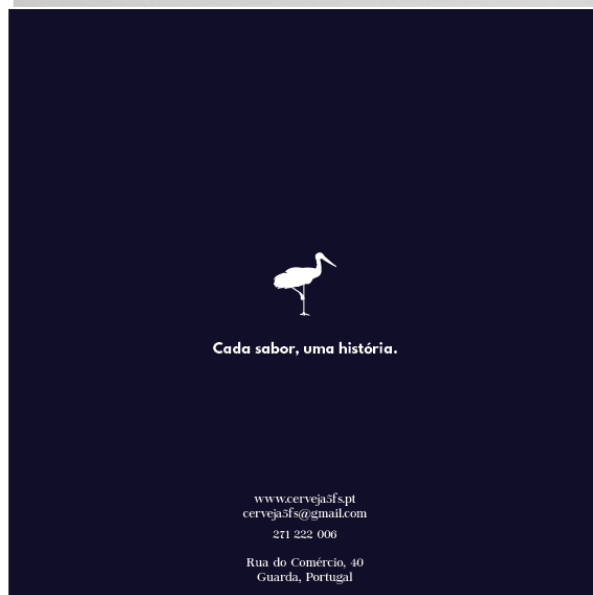 Cada sabor, uma história.
www.cerveja5fs.pt
cerveja5fs@gmail.com
271 222 006
Rua do Comércio, 40
Guarda, Portugal